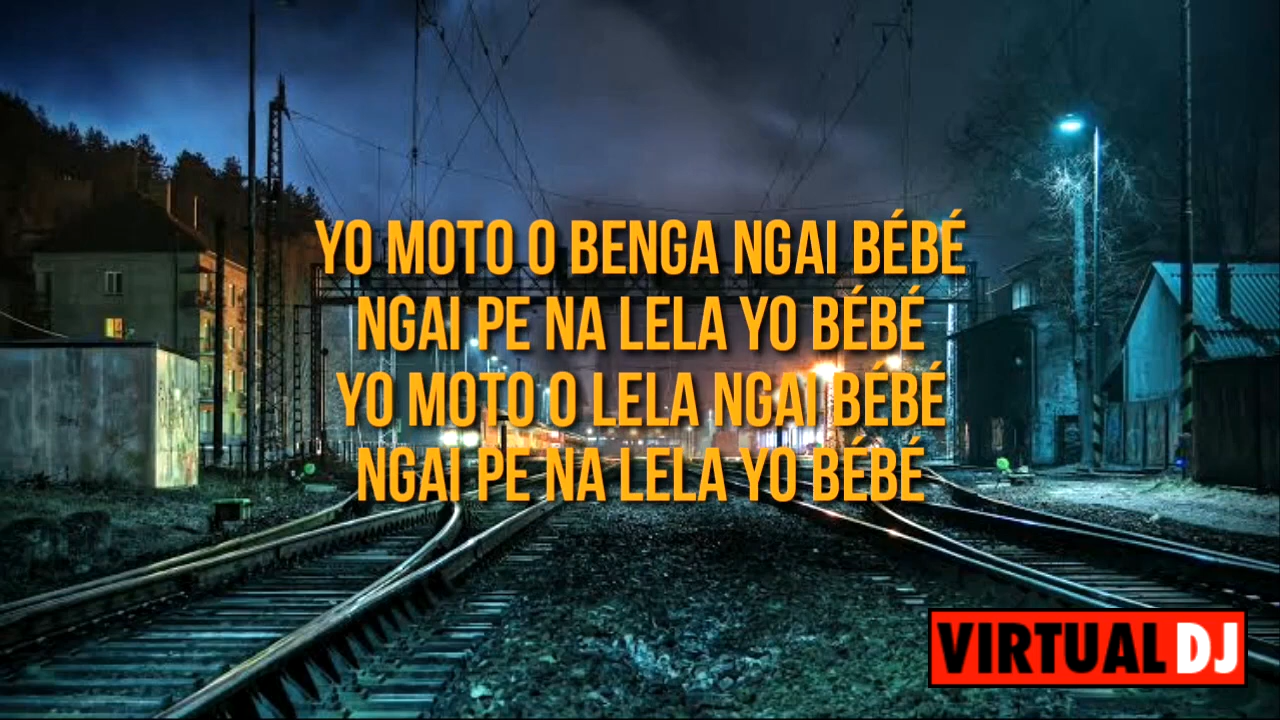 YO MOTO O BENGA NGAI BÉBÉ
NGAI PE NA LELA YO BÉBÉ
YO MOTO O LELA NGAI BÉBÉ
NGAI PE NA LELA YO BÉBÉ
VIRTUAL DJ